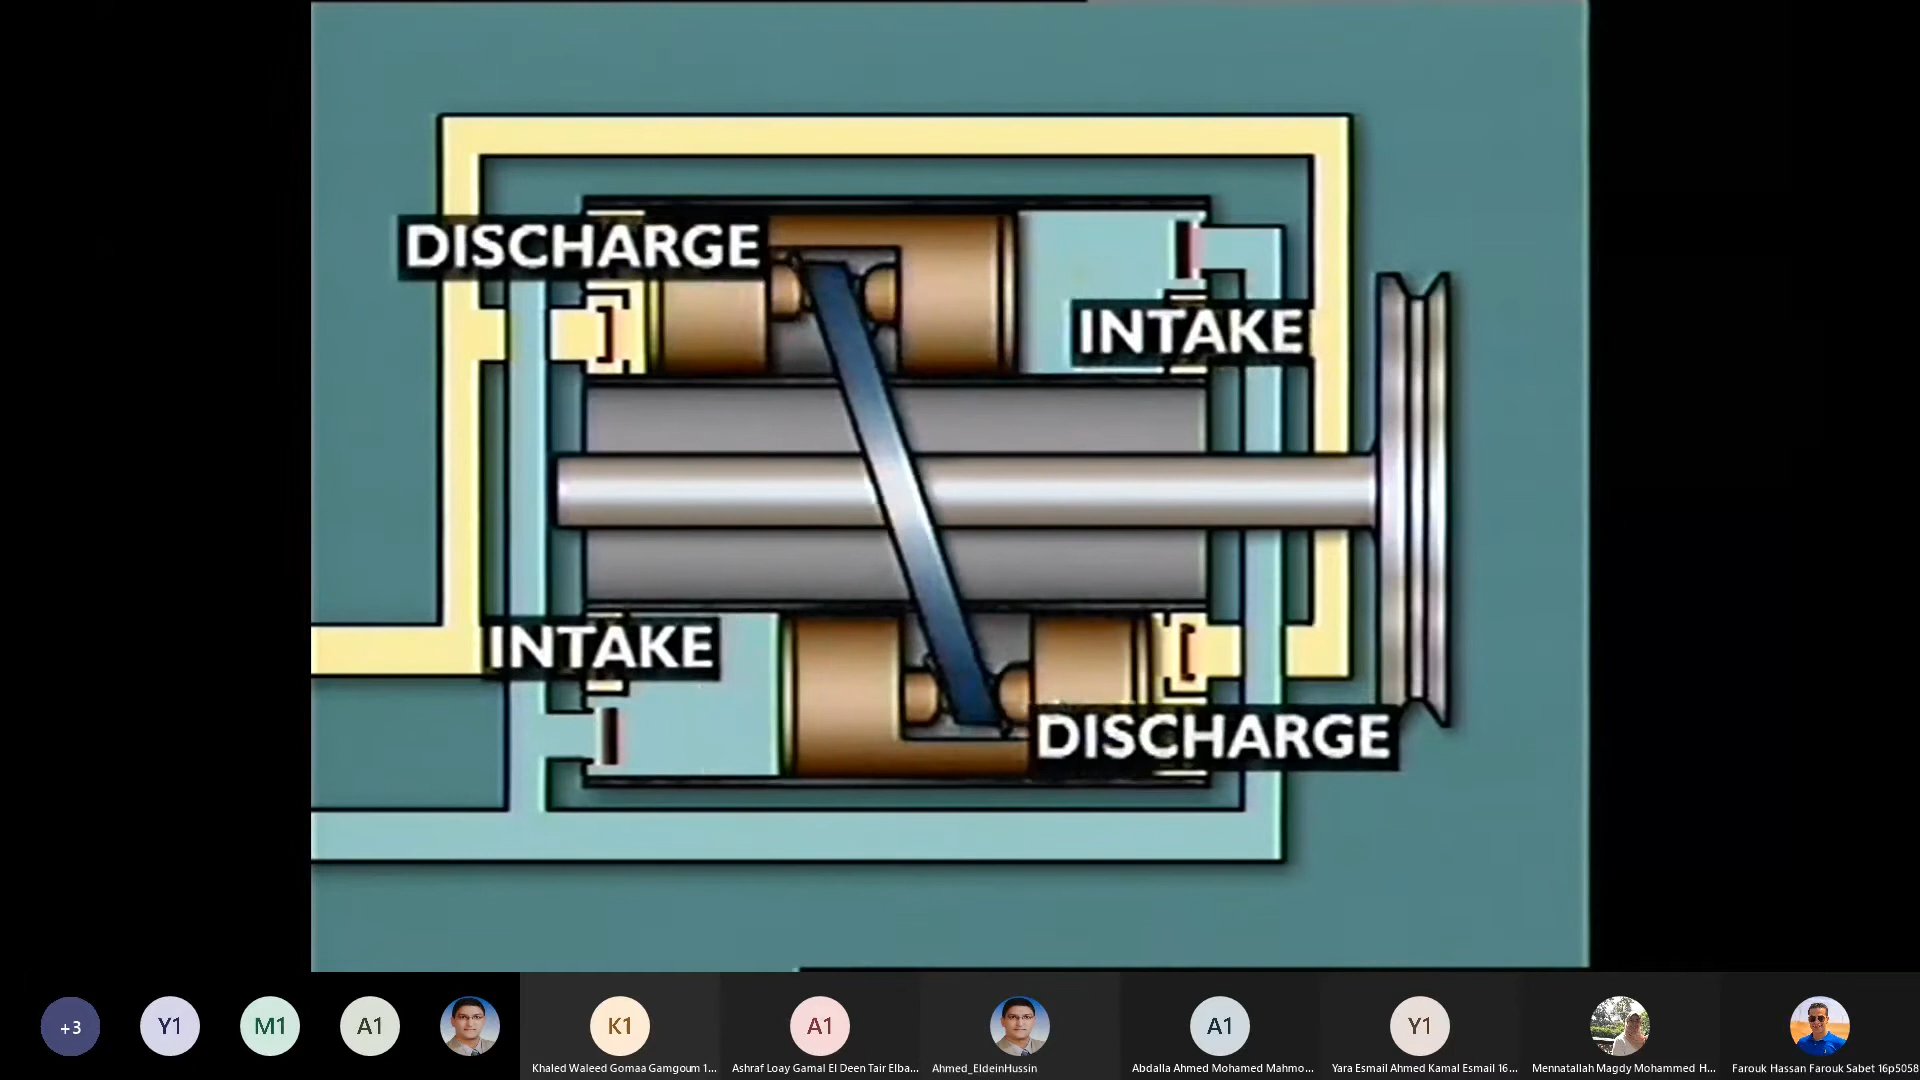 DISCHARGE
INTAKE
INTAKE
DISCHARGE
+3
Y1
M1
A1
K1
A1
A1
Y1
Khaled Waleed Gomaa Gamgoum 1...
Ashraf Loay Gamal El Deen Tair Elba...
Ahmed_EldeinHussin
Abdalla Ahmed Mohamed Mahmo...
Yara Esmail Ahmed Kamal Esmail 16...
Mennatallah Magdy Mohammed H...
Farouk Hassan Farouk Sabet 16p5058